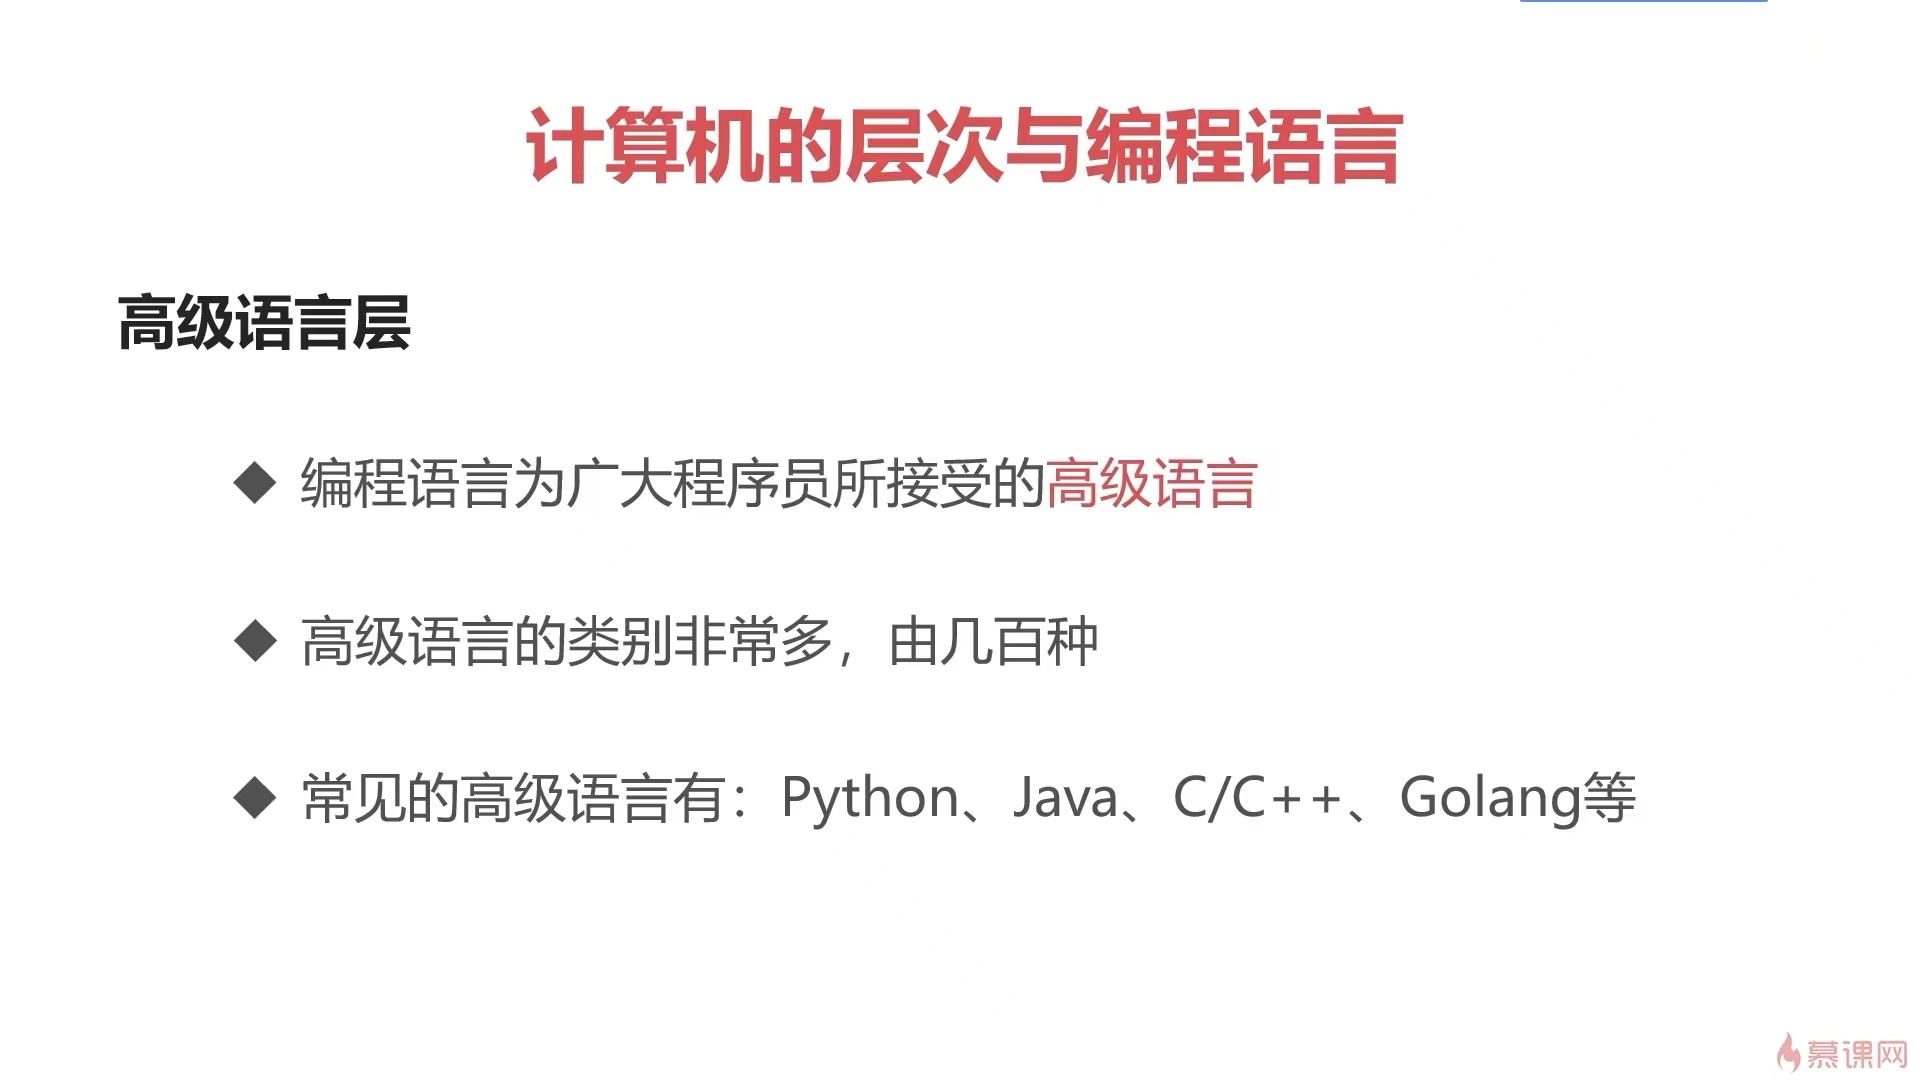 计算机的层次与编程语言
高级语言层
编程语言为广大程序员所接受的高级语言
高级语言的类别非常多，由几百种
常见的高级语言有：Python、Java、C/C++、Golang等
慕课网